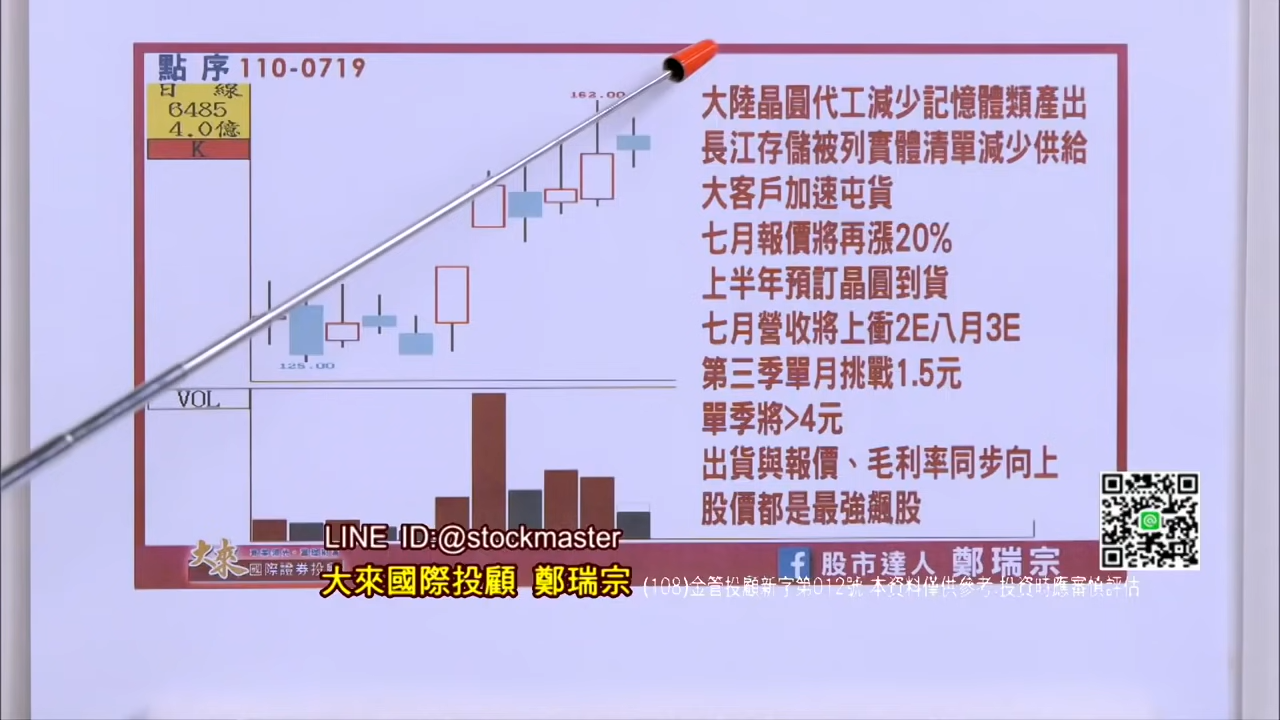 點序110-0719
日 線
6485
4.0億
K
162.00
125.00
VOL
大陸晶圓代工減少記憶體類產出
長江存儲被列實體清單減少供給
大客戶加速屯貨
七月報價將再漲20%
上半年預訂晶圓到貨
七月營收將上衝2E八月3E
第三季單月挑戰1.5元
單季將>4元
出貨與報價、毛利率同步向上
股價都是最強飆股
大來
國際證券投顧
股市達人 鄭瑞宗
LINE ID:@stockmaster
大來國際投顧 鄭瑞宗
(108)金管投顧新字第012號 本資料僅供參考 投資時應審慎評估